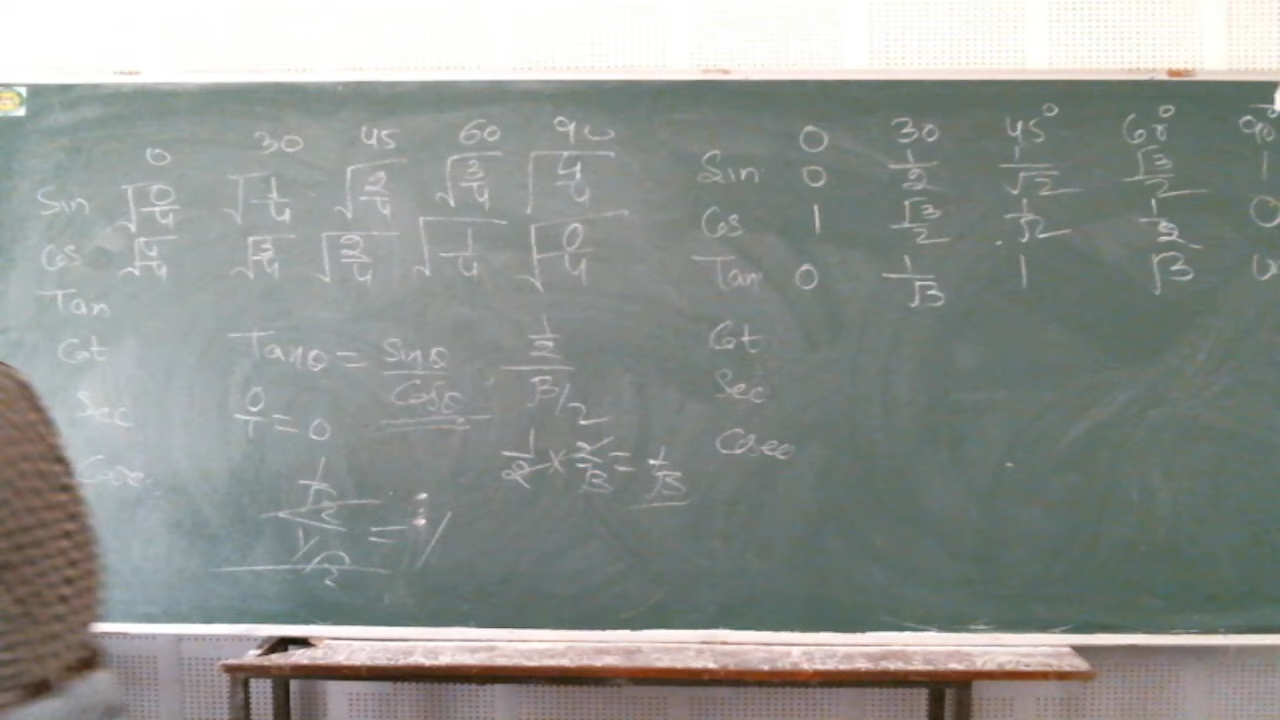 0 30 45 60 90
Sin √0/4 √1/4 √2/4 √3/4 √4/4
Cos √4/4 √3/4 √2/4 √1/4 √0/4
Tan
Cot
Sec
Cosec
Tanθ = Sinθ/Cosθ
0/1 = 0
1/√2 / 1/√2 = 1
1/2 / √3/2
1/2 × 2/√3 = 1/√3
0 30 45° 60° 90°
Sin 0 1/2 1/√2 √3/2 1
Cos 1 √3/2 1/√2 1/2 0
Tan 0 1/√3 1 √3
Cot
Sec
Cosec